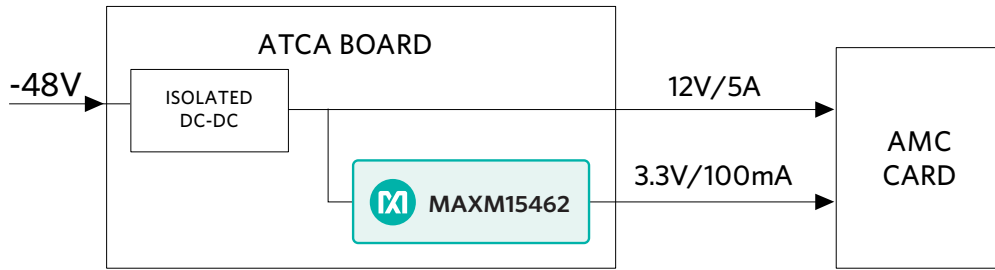 ATCA BOARD
-48V
ISOLATED
DC-DC
12V/5A
AMC
CARD
3.3V/100mA
MAXM15462